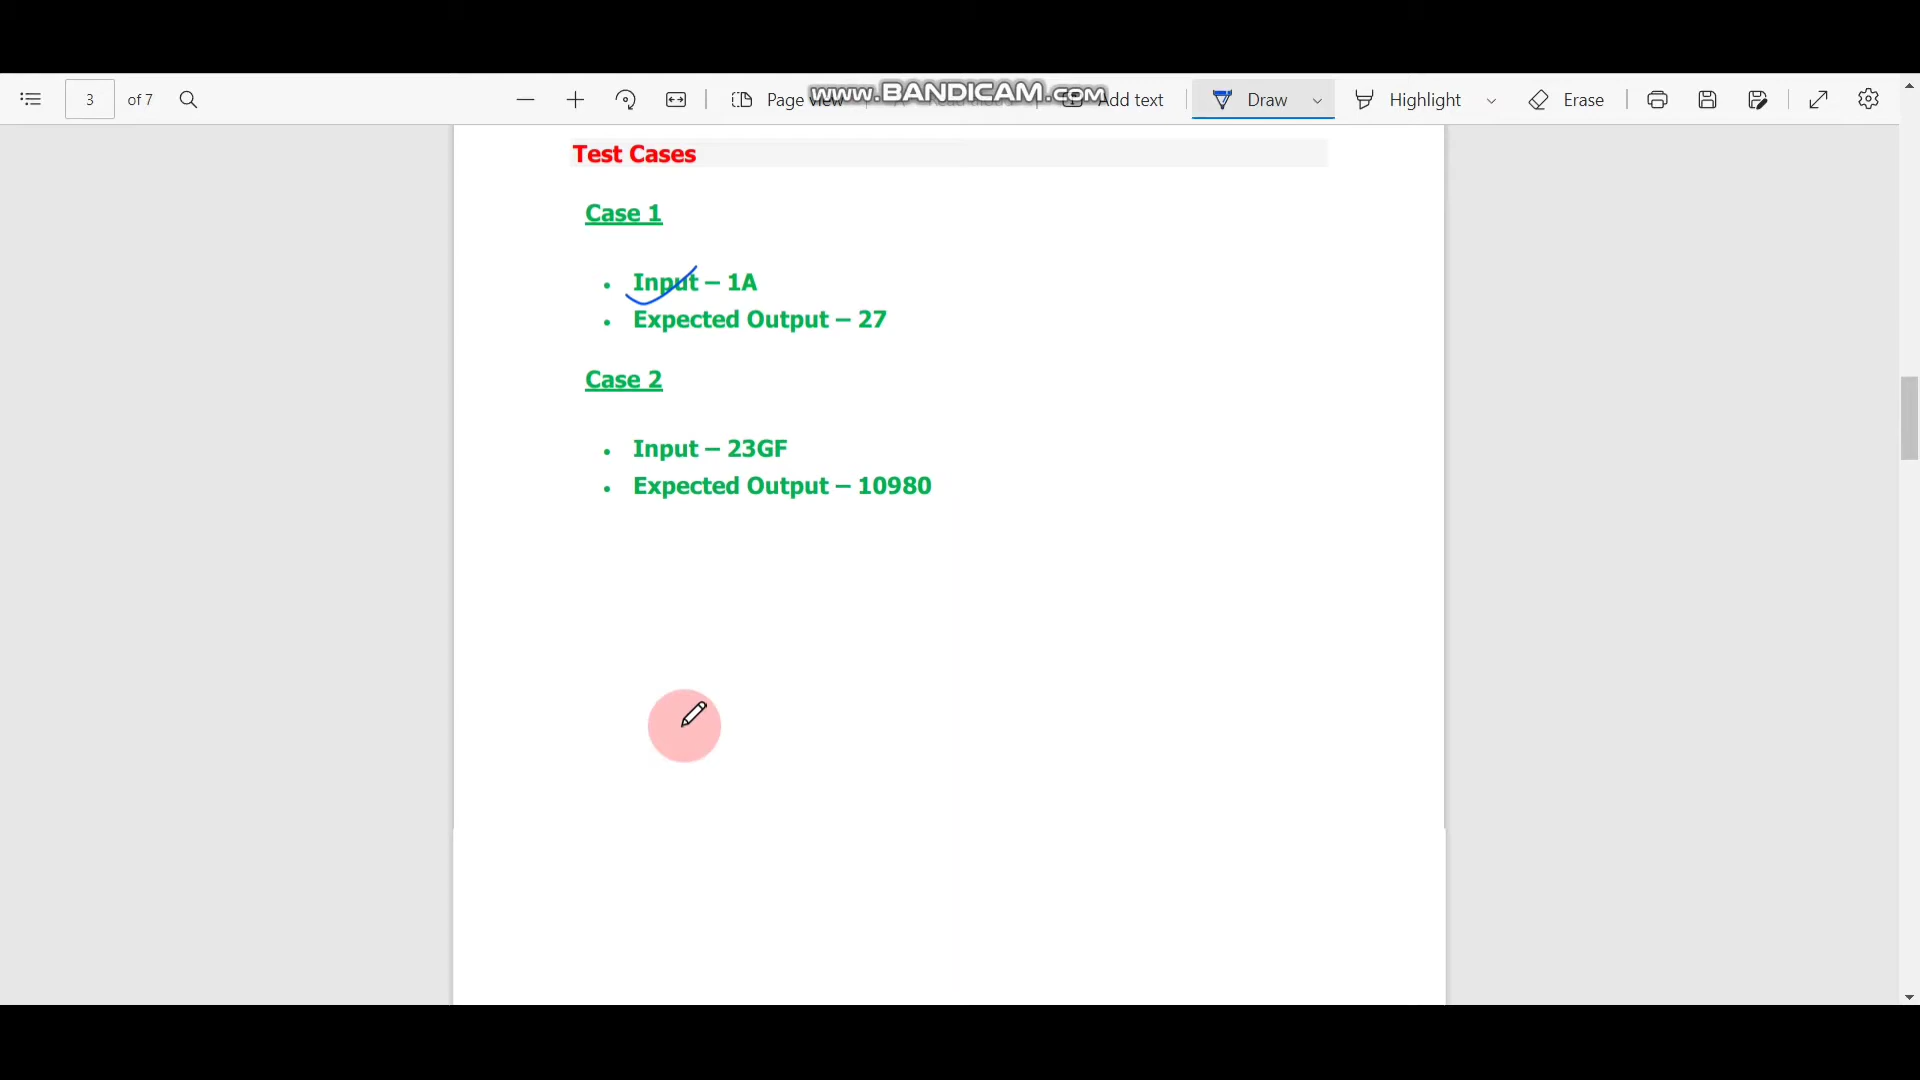 3 of 7 Page view www.BANDICAM.com Add text Draw Highlight Erase
Test Cases
Case 1
• Input – 1A
• Expected Output – 27
Case 2
• Input – 23GF
• Expected Output – 10980